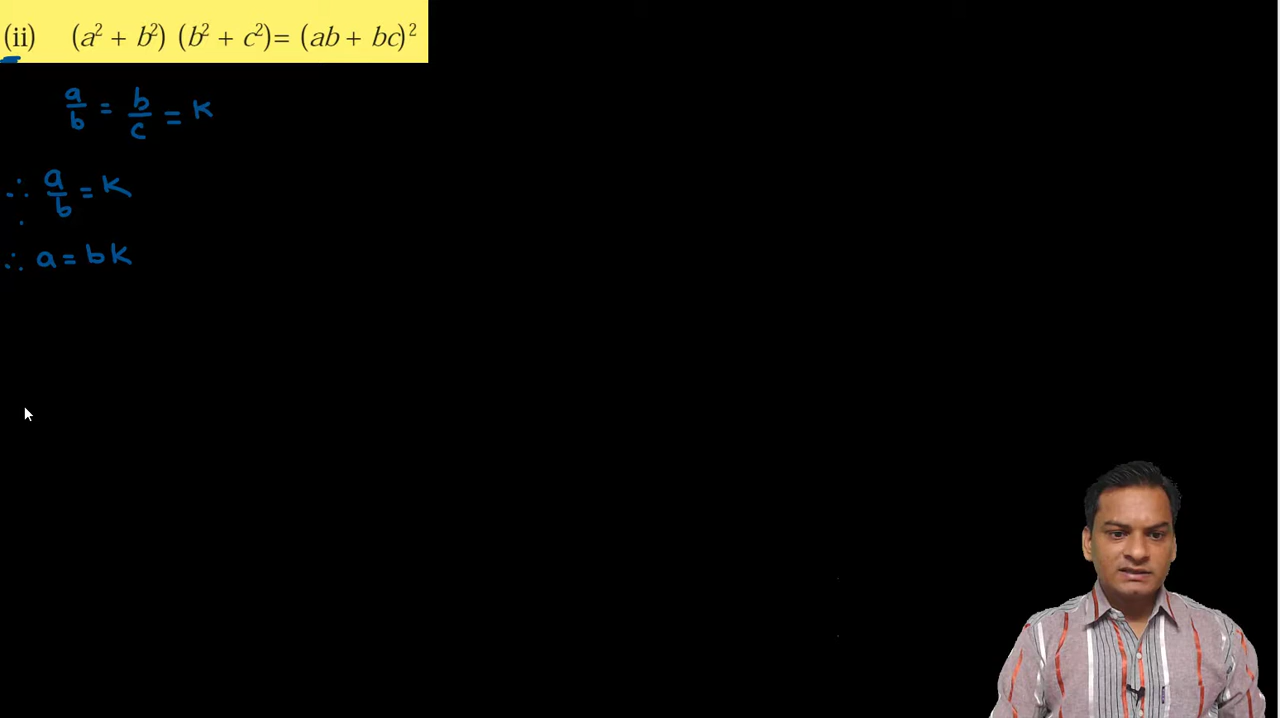 (ii) (a² + b²) (b² + c²)= (ab + bc)²
a/b = b/c = K
∴ a/b = K
∴ a = bK